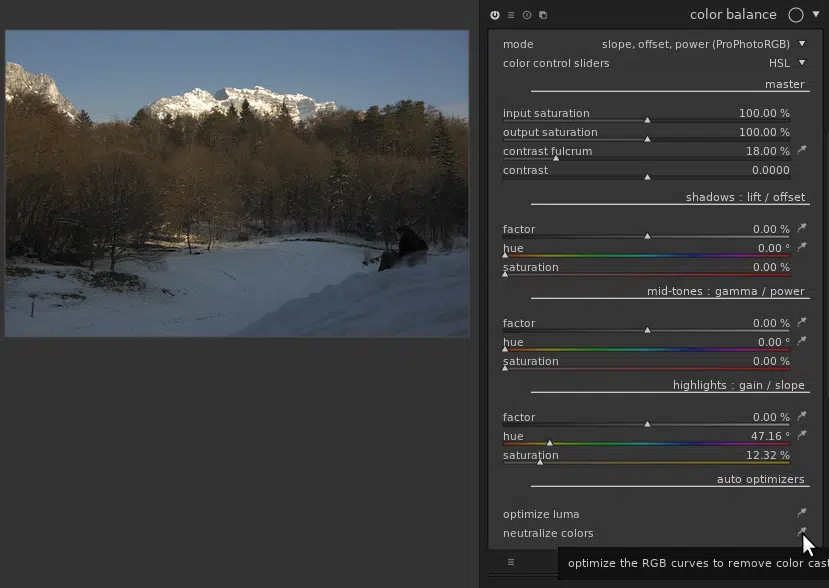 color balance
mode slope, offset, power (ProPhotoRGB)
color control sliders HSL
master
input saturation 100.00 %
output saturation 100.00 %
contrast fulcrum 18.00 %
contrast 0.0000
shadows : lift / offset
factor 0.00 %
hue 0.00 °
saturation 0.00 %
mid-tones : gamma / power
factor 0.00 %
hue 0.00 °
saturation 0.00 %
highlights : gain / slope
factor 0.00 %
hue 47.16 °
saturation 12.32 %
auto optimizers
optimize luma
neutralize colors
optimize the RGB curves to remove color cast